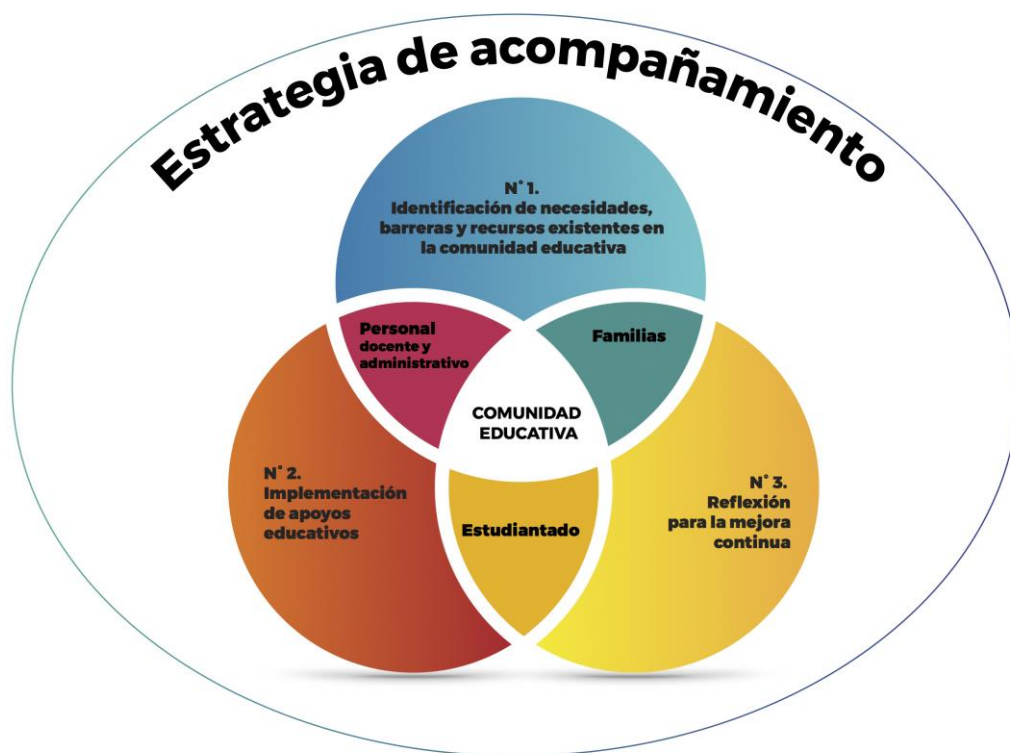 Estrategia de acompañamiento
N° 1.
Identificación de necesidades,
barreras y recursos existentes en
la comunidad educativa
Personal
docente y
administrativo
Familias
COMUNIDAD
EDUCATIVA
N° 2.
Implementación
de apoyos
educativos
N° 3.
Reflexión
para la mejora
continua
Estudiantado